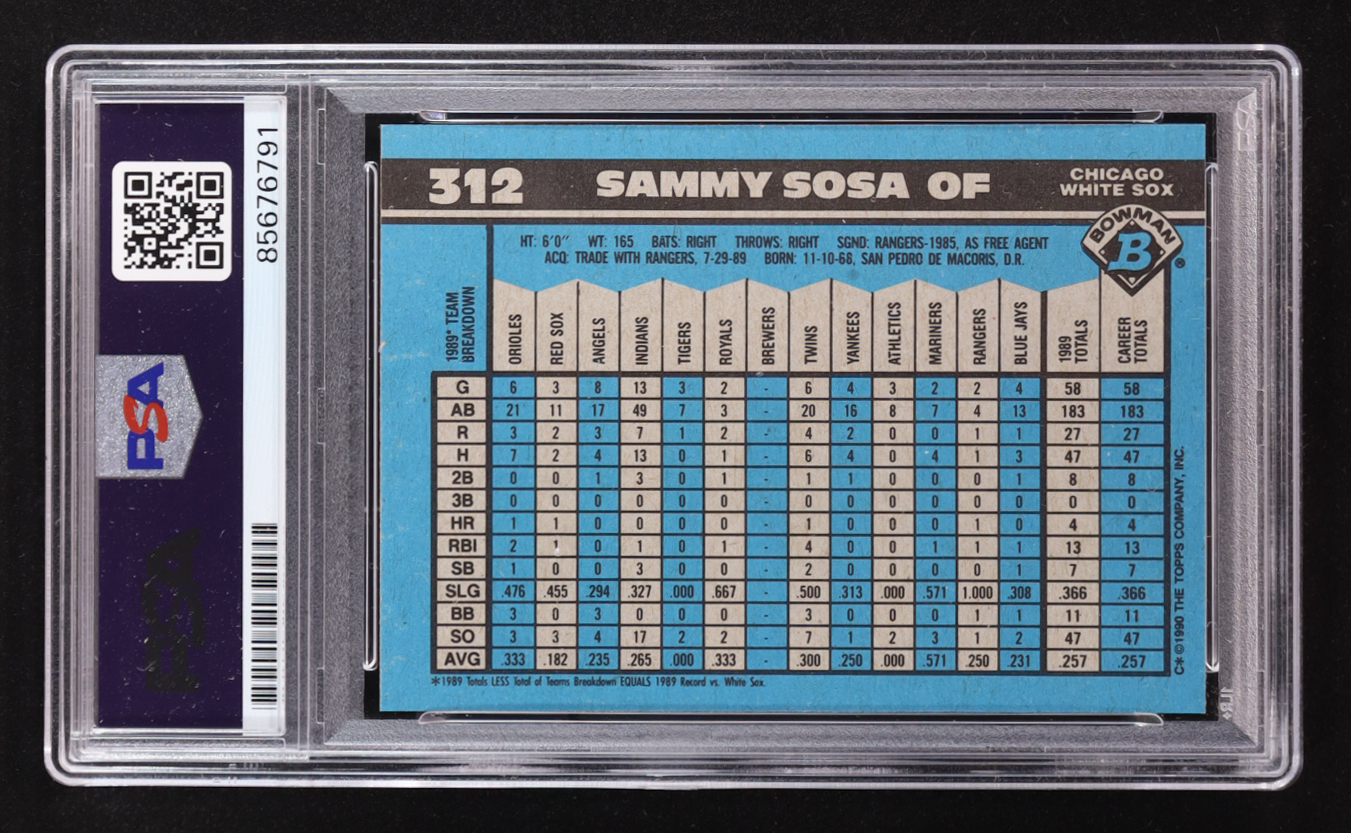 85676791
PSA
312 SAMMY SOSA OF CHICAGO WHITE SOX
BOWMAN B ®
HT: 6'0" WT: 165 BATS: RIGHT THROWS: RIGHT SGND: RANGERS-1985, AS FREE AGENT
ACQ: TRADE WITH RANGERS, 7-29-89 BORN: 11-10-68, SAN PEDRO DE MACORIS, D.R.
1989* TEAM BREAKDOWN ORIOLES RED SOX ANGELS INDIANS TIGERS ROYALS BREWERS TWINS YANKEES ATHLETICS MARINERS RANGERS BLUE JAYS 1989 TOTALS CAREER TOTALS
G 6 3 8 13 3 2 - 6 4 3 2 2 4 58 58
AB 21 11 17 49 7 3 - 20 16 8 7 4 13 183 183
R 3 2 3 7 1 2 - 4 2 0 0 1 1 27 27
H 7 2 4 13 0 1 - 6 4 0 4 1 3 47 47
2B 0 0 1 3 0 1 - 1 1 0 0 0 1 8 8
3B 0 0 0 0 0 0 - 0 0 0 0 0 0 0 0
HR 1 1 0 0 0 0 - 1 0 0 0 1 0 4 4
RBI 2 1 0 1 0 1 - 4 0 0 1 1 1 13 13
SB 1 0 0 3 0 0 - 2 0 0 0 0 1 7 7
SLG .476 .455 .294 .327 .000 .667 - .500 .313 .000 .571 1.000 .308 .366 .366
BB 3 0 3 0 0 0 - 3 0 0 0 1 1 11 11
SO 3 3 4 17 2 2 - 7 1 2 3 1 2 47 47
AVG .333 .182 .235 .265 .000 .333 - .300 .250 .000 .571 .250 .231 .257 .257
*1989 Totals LESS Total of Teams Breakdown EQUALS 1989 Record vs. White Sox.
C* © 1990 THE TOPPS COMPANY, INC.
PSA